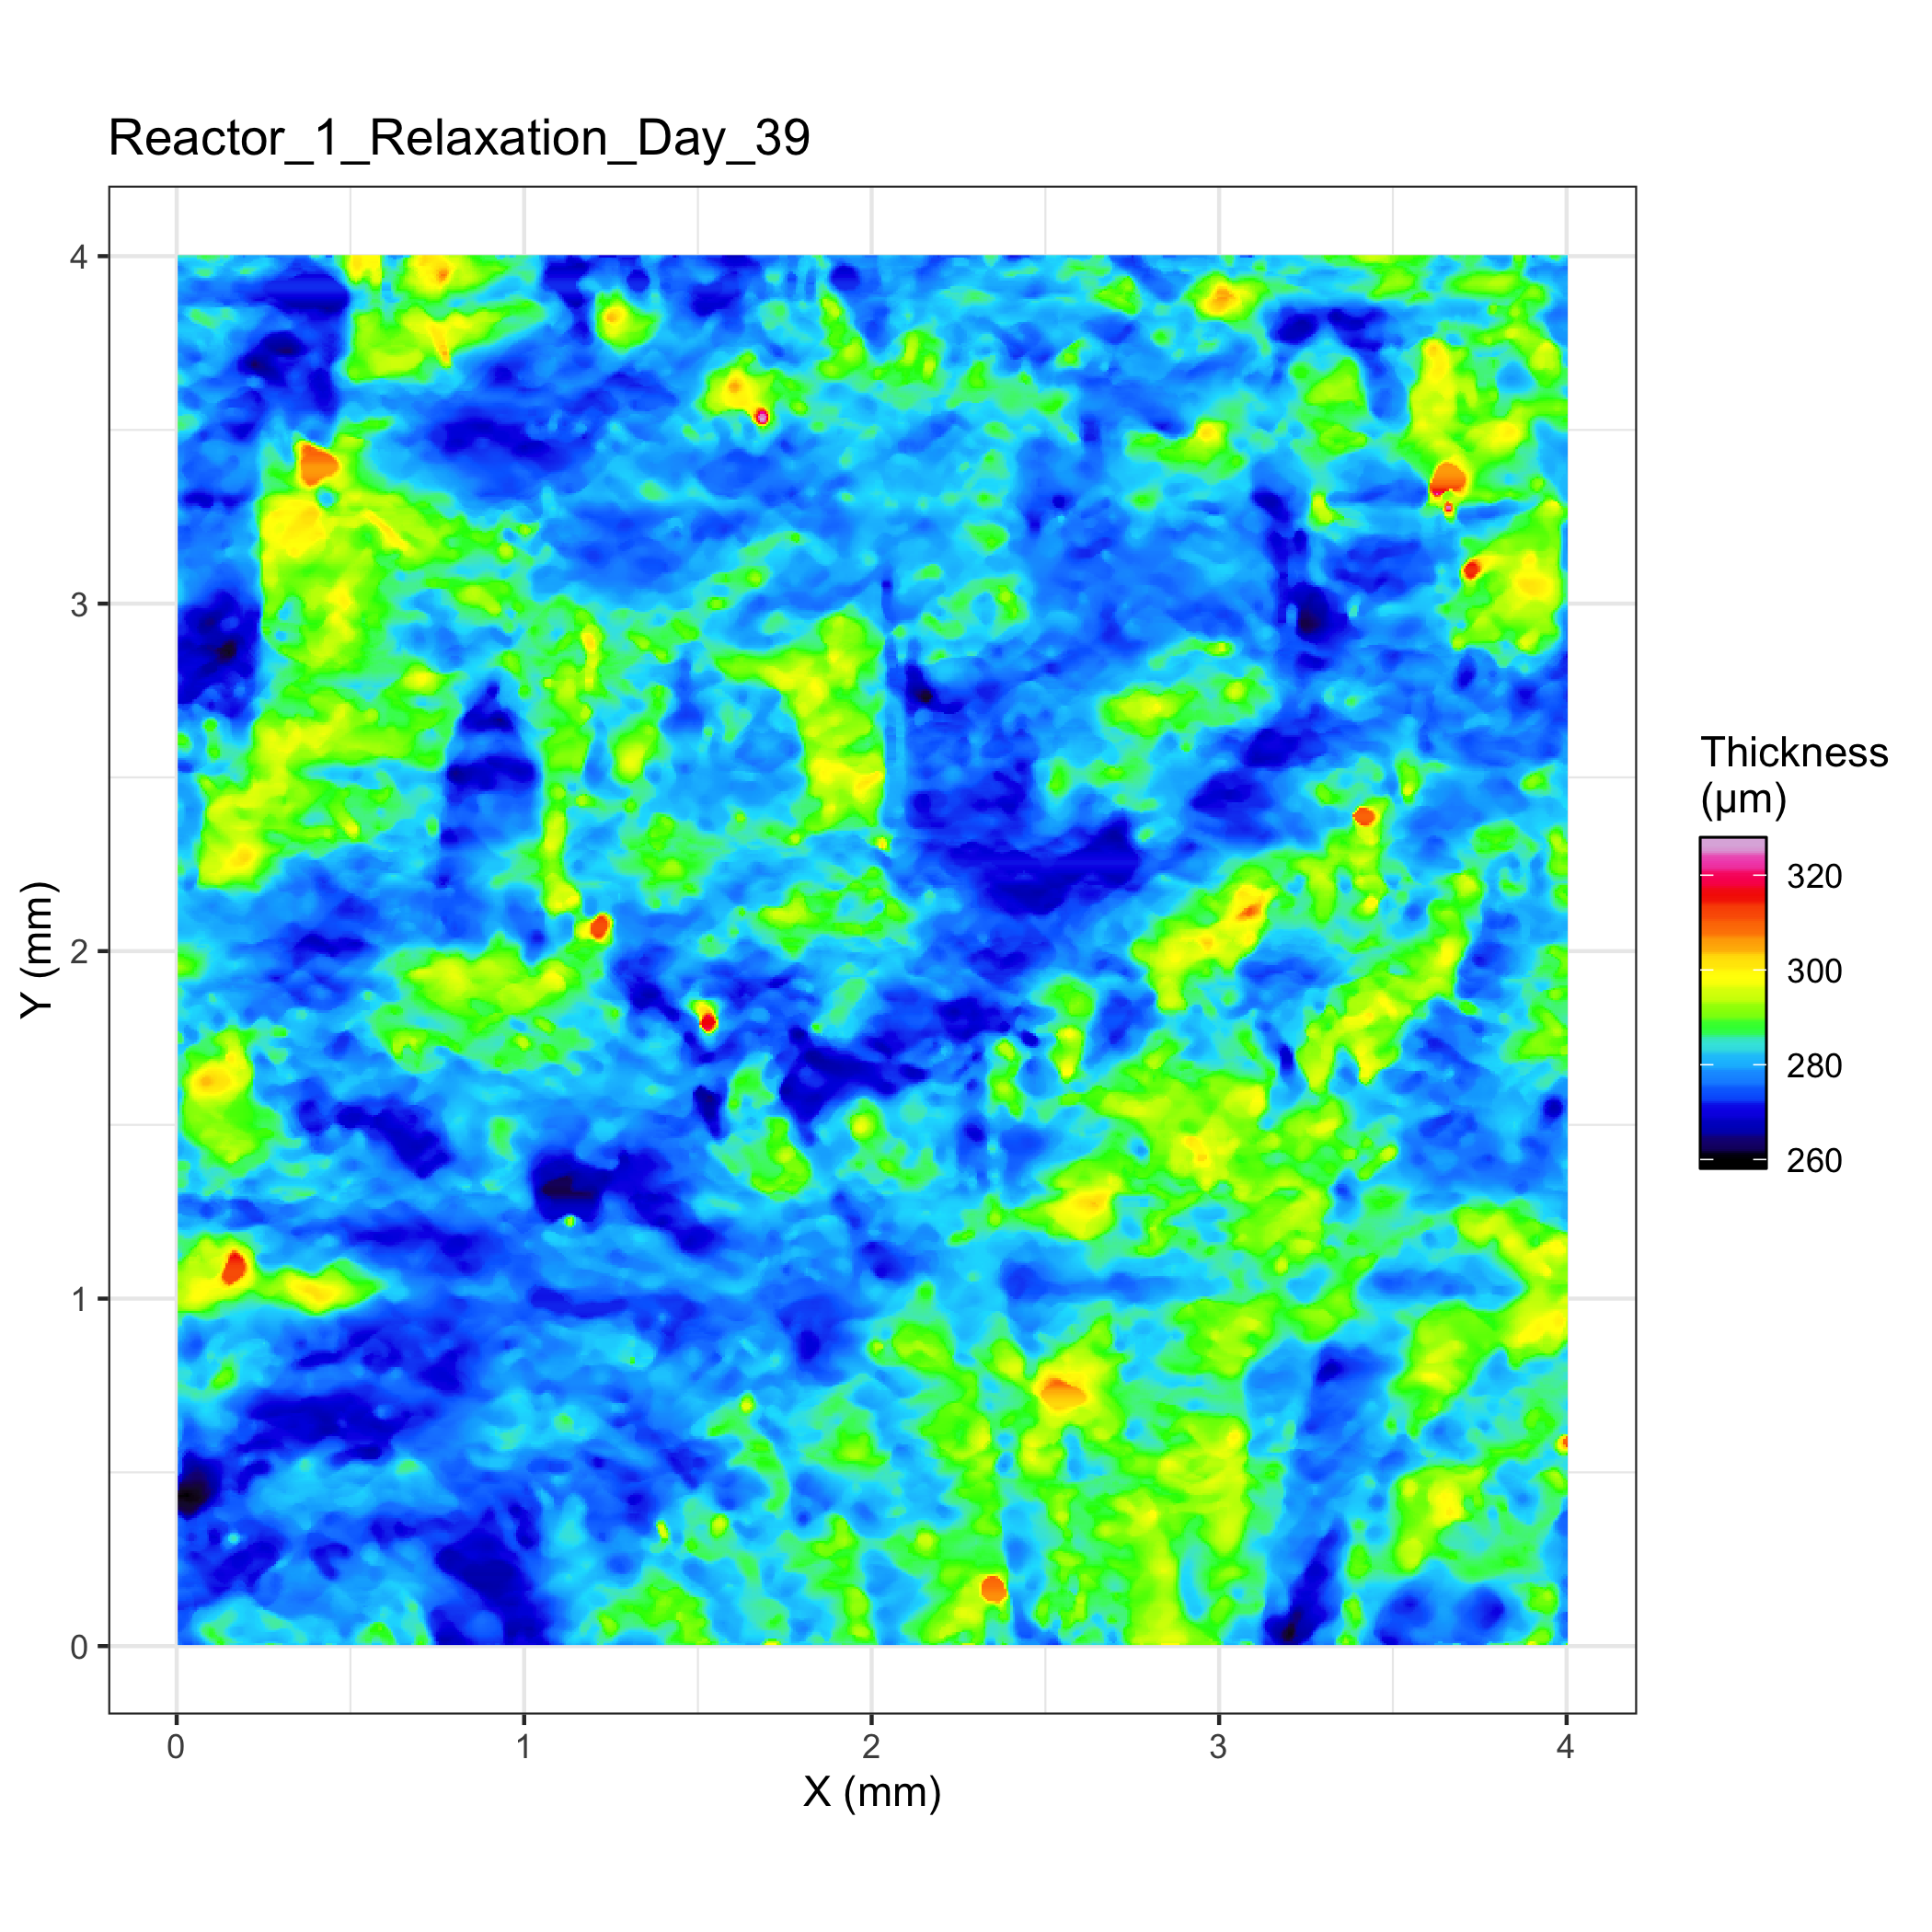 Reactor_1_Relaxation_Day_39
4
3
2
1
0
Y (mm)
0 1 2 3 4
X (mm)
Thickness
(µm)
320
300
280
260